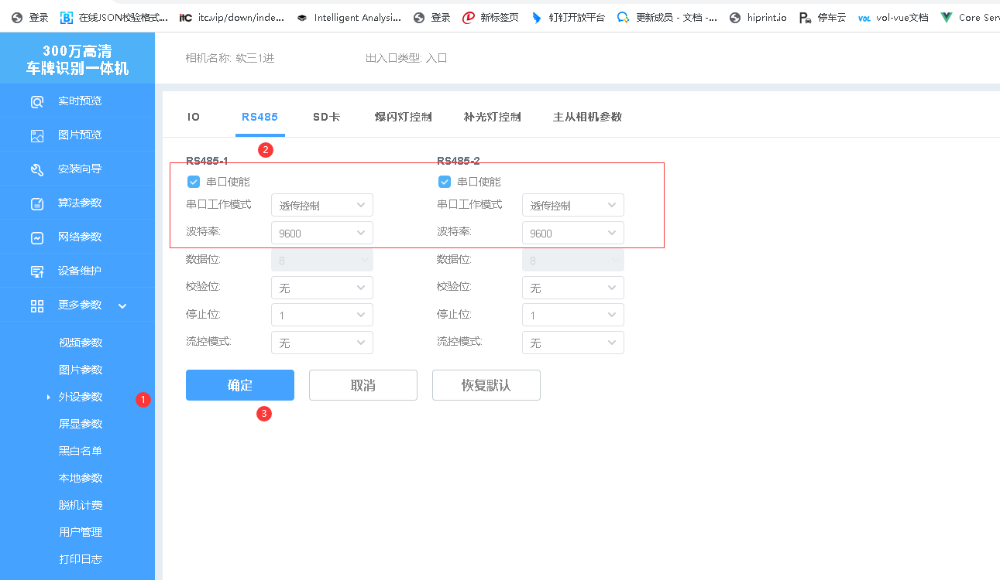 登录 在线JSON校验格式... itc itc.vip/down/inde... Intelligent Analysi... 登录 新标签页 钉钉开放平台 更新成员 - 文档 -... hiprint.io 停车云 VOL vol-vue文档 Core Serv
300万高清
车牌识别一体机
相机名称: 软三1进 出入口类型: 入口
实时预览
图片预览
安装向导
算法参数
网络参数
设备维护
更多参数
视频参数
图片参数
外设参数 1
屏显参数
黑白名单
本地参数
脱机计费
用户管理
打印日志
IO RS485 SD卡 爆闪灯控制 补光灯控制 主从相机参数
2
RS485-1 RS485-2
串口使能 串口使能
串口工作模式 透传控制 串口工作模式 透传控制
波特率: 9600 波特率: 9600
数据位: 8 数据位: 8
校验位: 无 校验位: 无
停止位: 1 停止位: 1
流控模式: 无 流控模式: 无
确定 取消 恢复默认
3